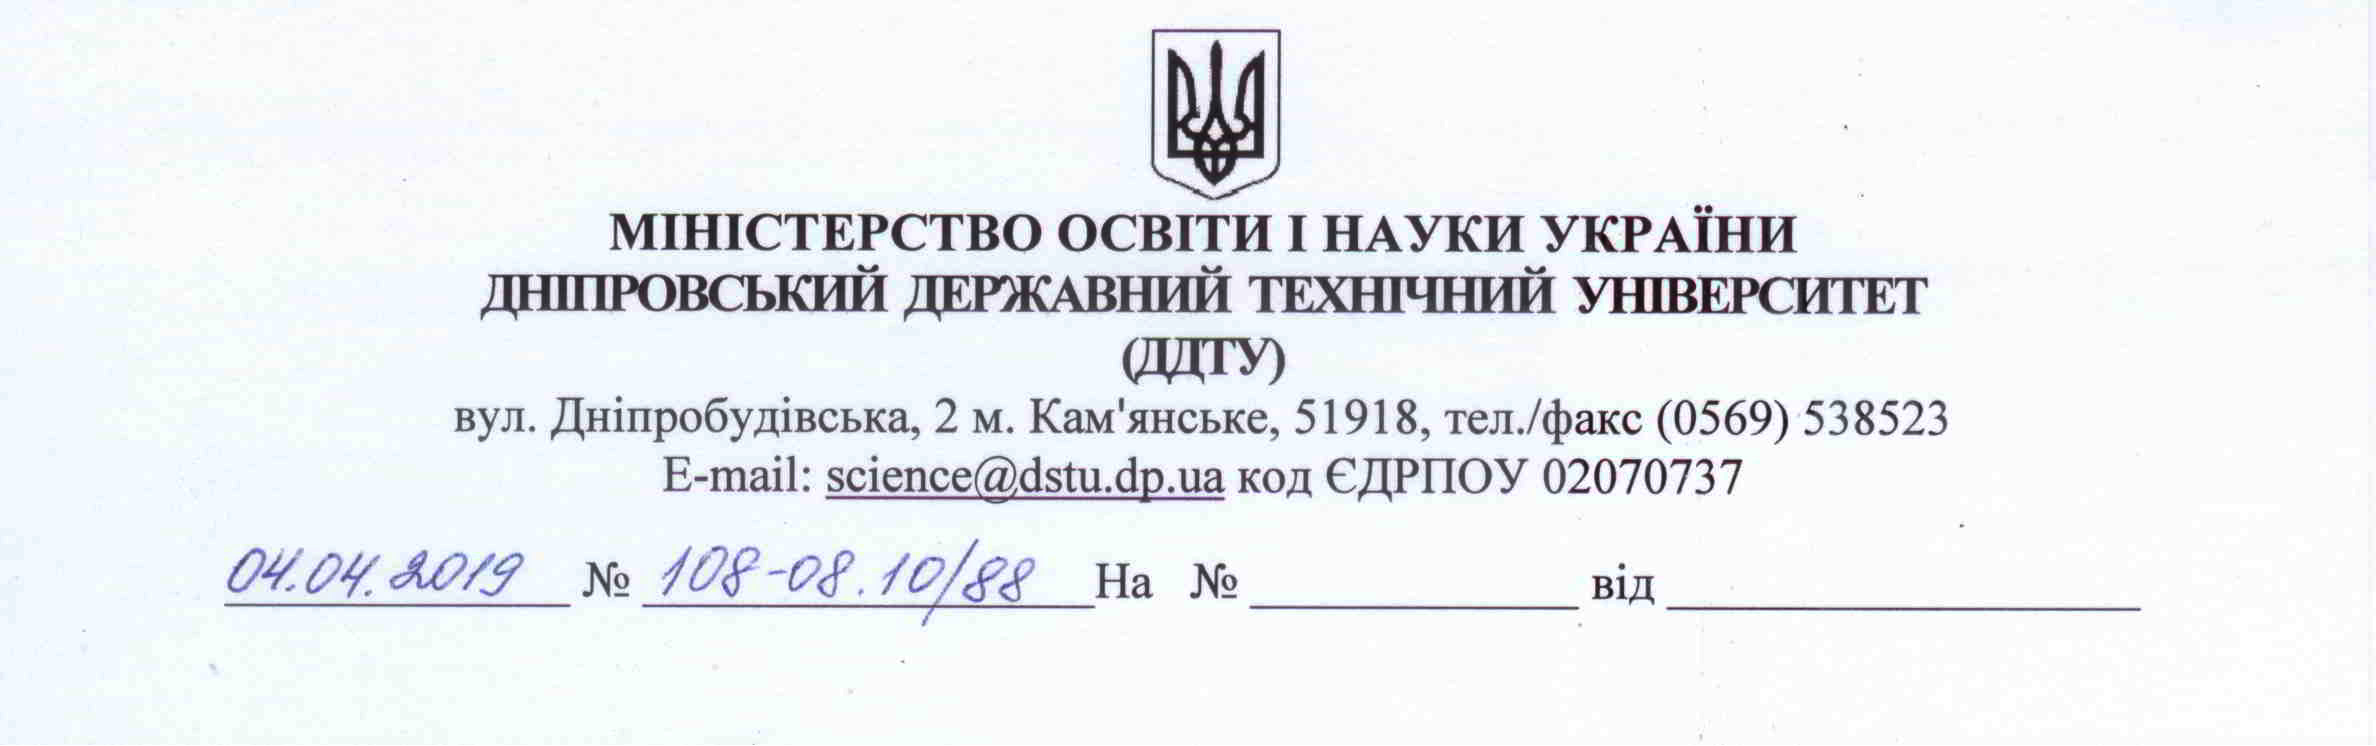 МІНІСТЕРСТВО ОСВІТИ І НАУКИ УКРАЇНИ
ДНІПРОВСЬКИЙ ДЕРЖАВНИЙ ТЕХНІЧНИЙ УНІВЕРСИТЕТ
(ДДТУ)
вул. Дніпробудівська, 2 м. Кам'янське, 51918, тел./факс (0569) 538523
E-mail: science@dstu.dp.ua код ЄДРПОУ 02070737
04.04.2019 № 108-08.10/88 На № ____________ від ____________